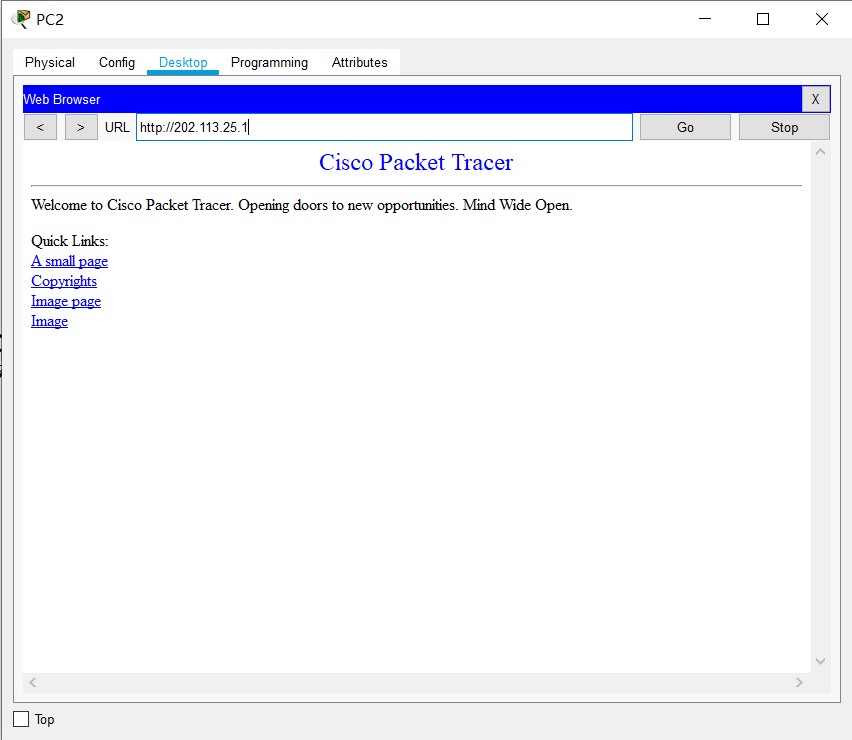 PC2
Physical Config Desktop Programming Attributes
Web Browser X
< > URL http://202.113.25.1 Go Stop
Cisco Packet Tracer
Welcome to Cisco Packet Tracer. Opening doors to new opportunities. Mind Wide Open.
Quick Links:
A small page
Copyrights
Image page
Image
Top